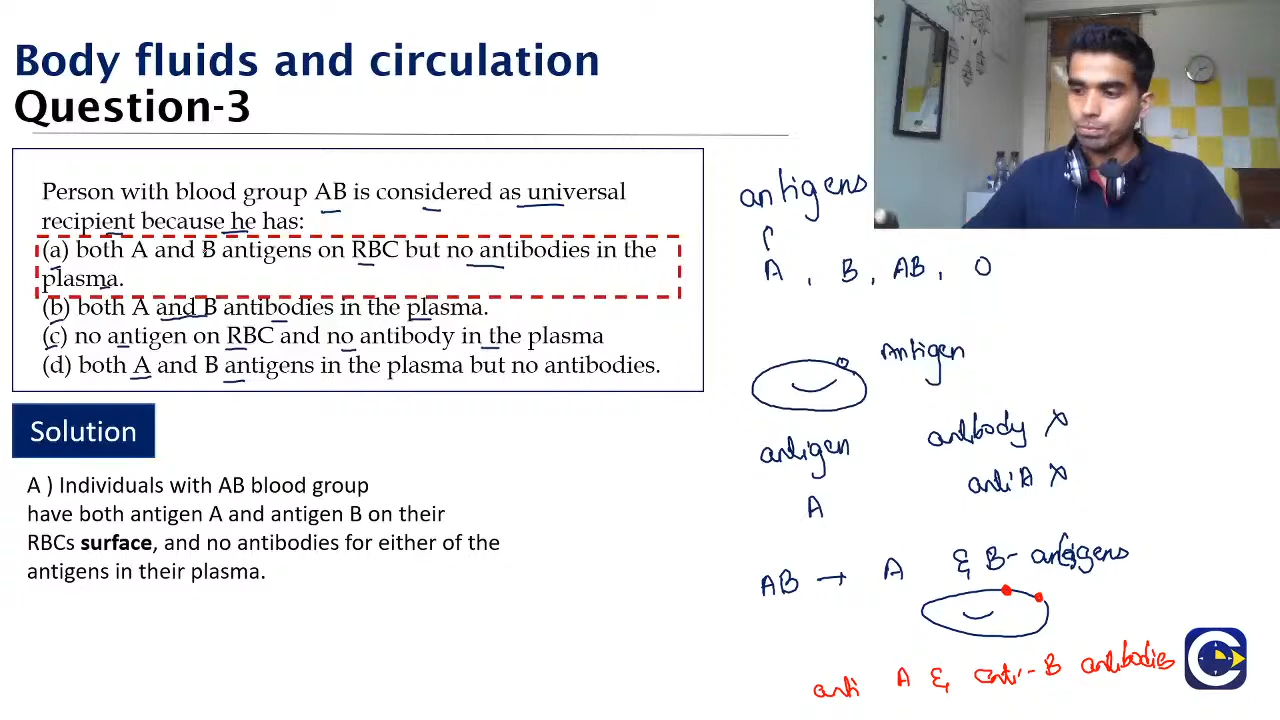 Body fluids and circulation
Question-3
Person with blood group AB is considered as universal
recipient because he has:
(a) both A and B antigens on RBC but no antibodies in the
plasma.
(b) both A and B antibodies in the plasma.
(c) no antigen on RBC and no antibody in the plasma
(d) both A and B antigens in the plasma but no antibodies.
Solution
A ) Individuals with AB blood group
have both antigen A and antigen B on their
RBCs surface, and no antibodies for either of the
antigens in their plasma.
antigens
A , B , AB , O
Antigen
antigen antibody X
anti A X
A
AB → A & B- antigens
anti A & anti-B antibodies